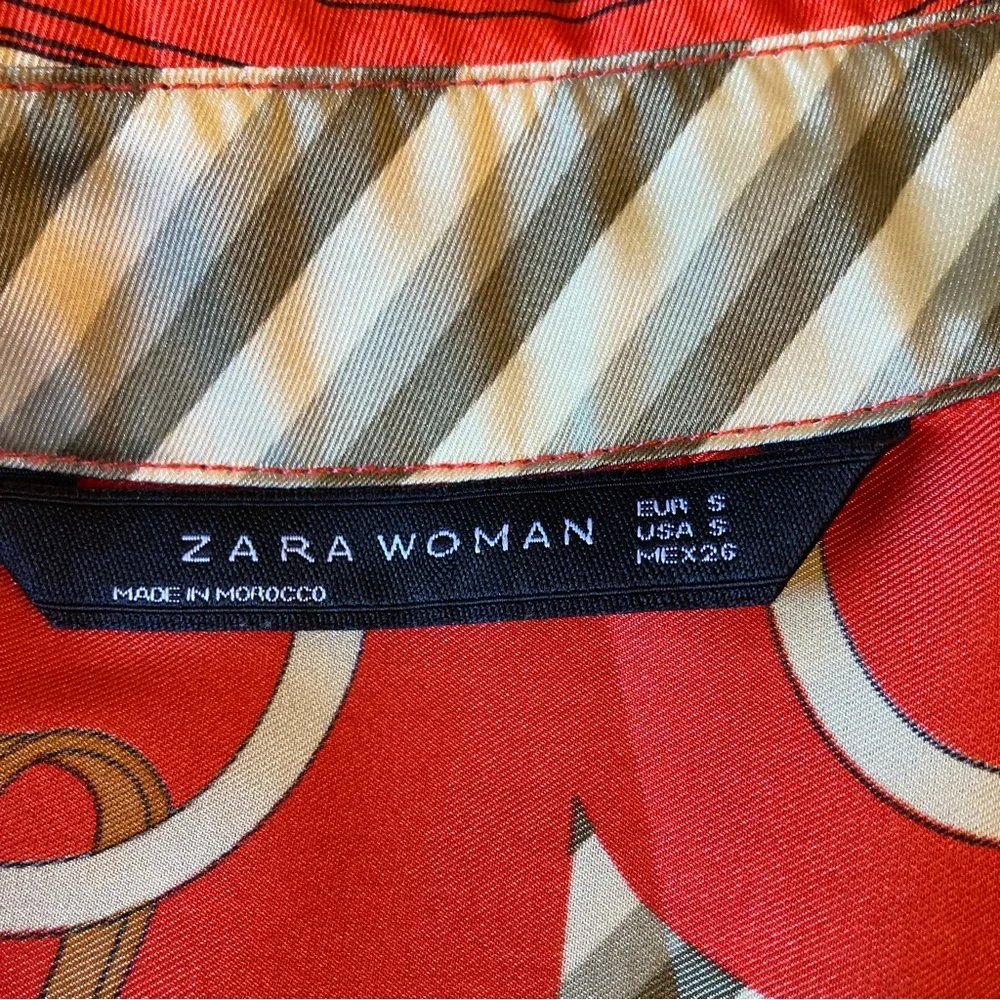 ZARA WOMAN
EUR S
USA S
MEX 26
MADE IN MOROCCO